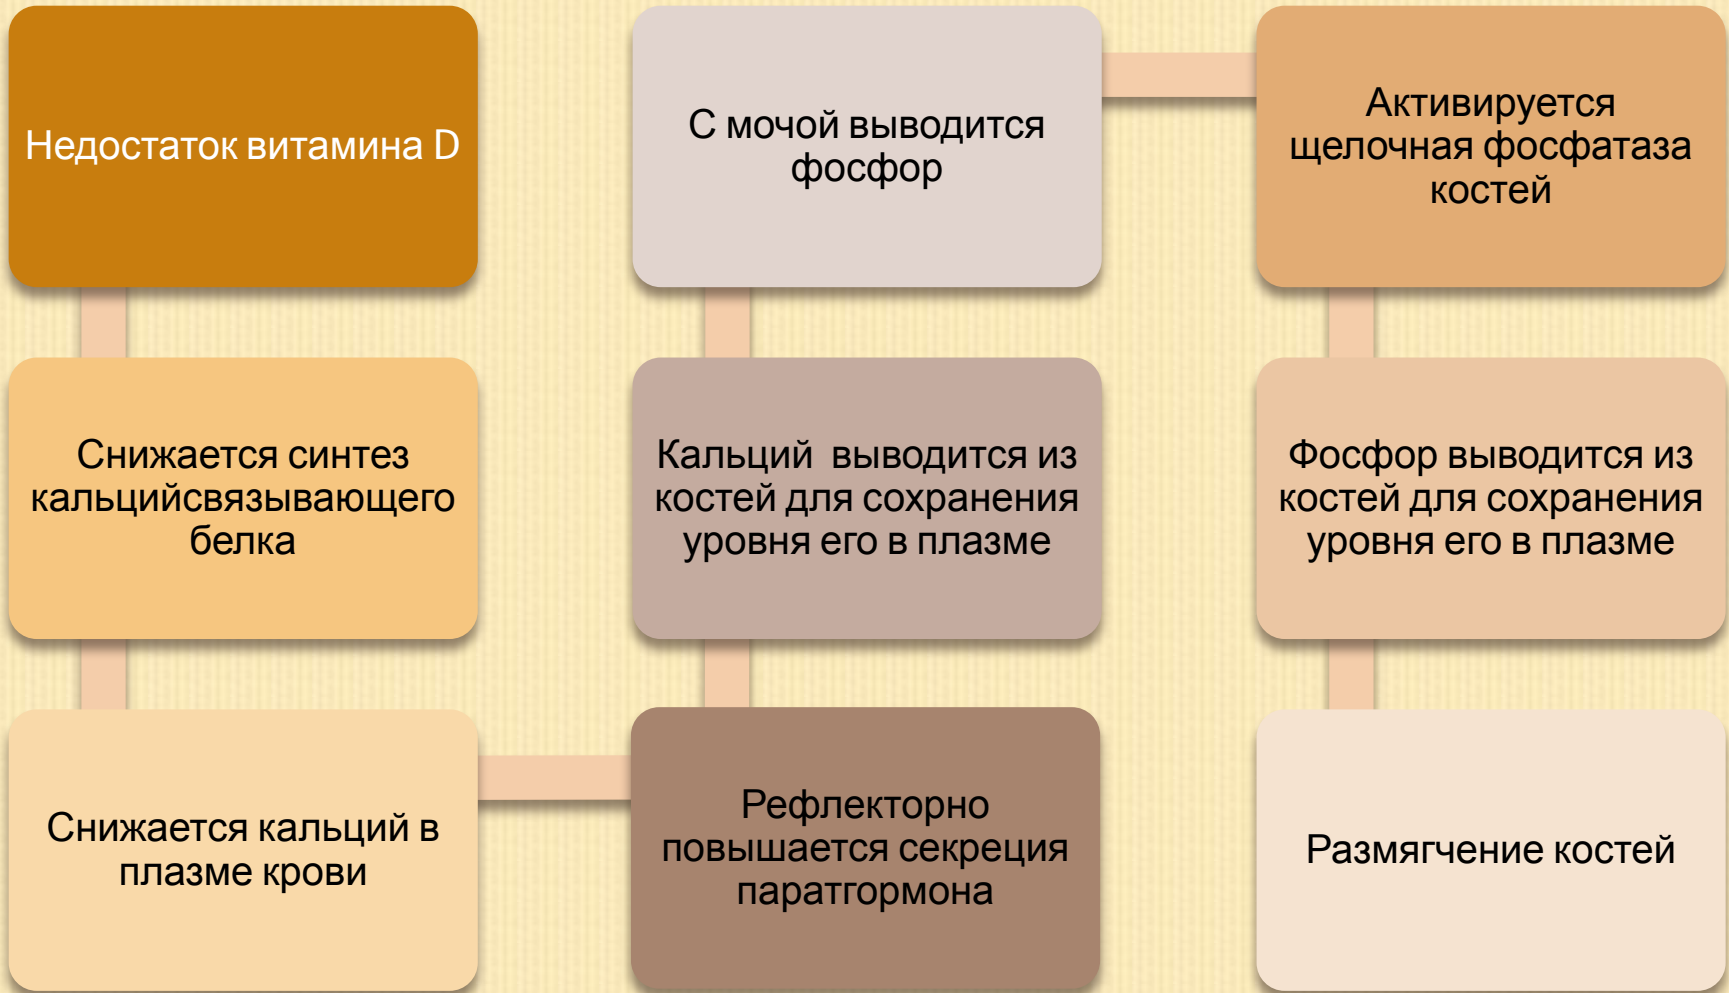 Недостаток витамина D
Снижается синтез
кальцийсвязывающего
белка
Снижается кальций в
плазме крови
Рефлекторно
повышается секреция
паратгормона
Кальций  выводится из
костей для сохранения
уровня его в плазме
С мочой выводится
фосфор
Активируется
щелочная фосфатаза
костей
Фосфор выводится из
костей для сохранения
уровня его в плазме
Размягчение костей